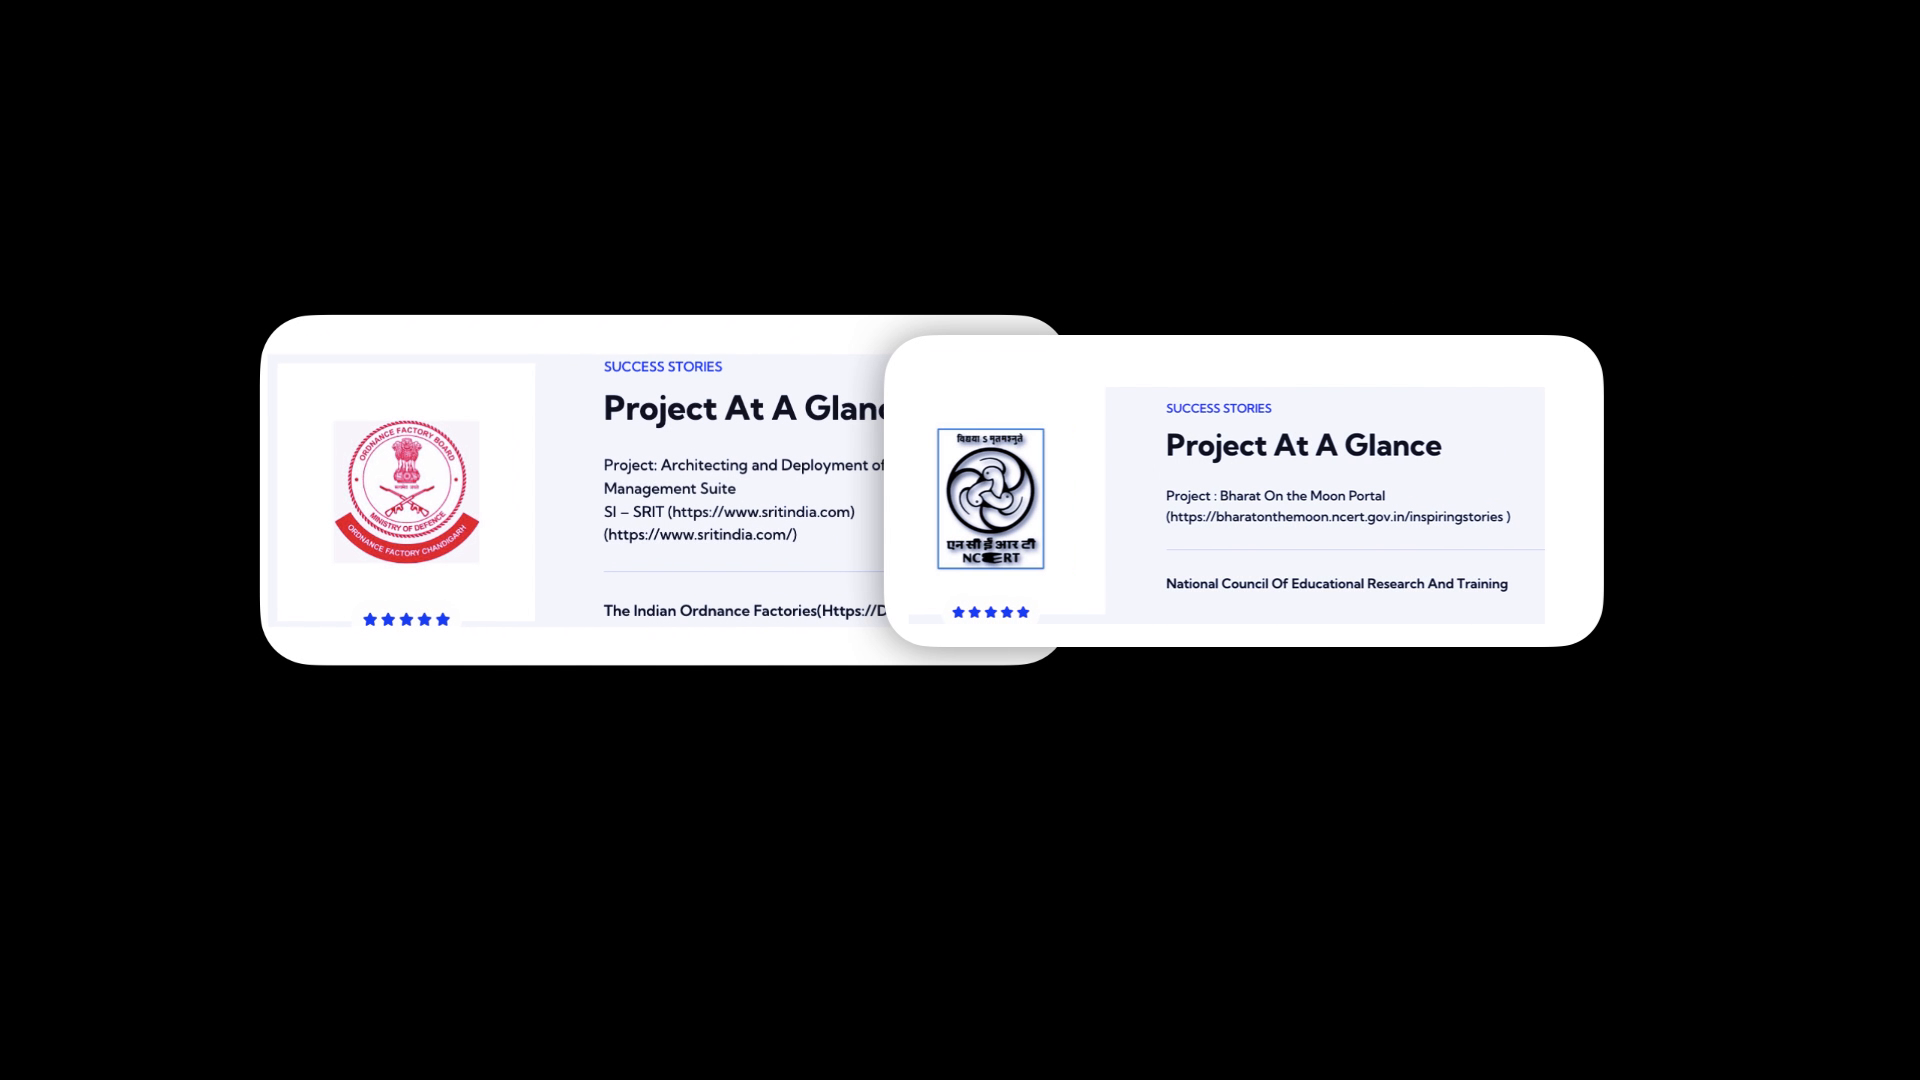 ORDNANCE FACTORY BOARD
MINISTRY OF DEFENCE
ORDNANCE FACTORY CHANDIGARH
SUCCESS STORIES
Project At A Glanc
Project: Architecting and Deployment of
Management Suite
SI – SRIT (https://www.sritindia.com)
(https://www.sritindia.com/)
The Indian Ordnance Factories(Https://D
विद्यया ऽ मृतमश्नुते
एन सी ई आर टी
NCERT
SUCCESS STORIES
Project At A Glance
Project : Bharat On the Moon Portal
(https://bharatonthemoon.ncert.gov.in/inspiringstories )
National Council Of Educational Research And Training